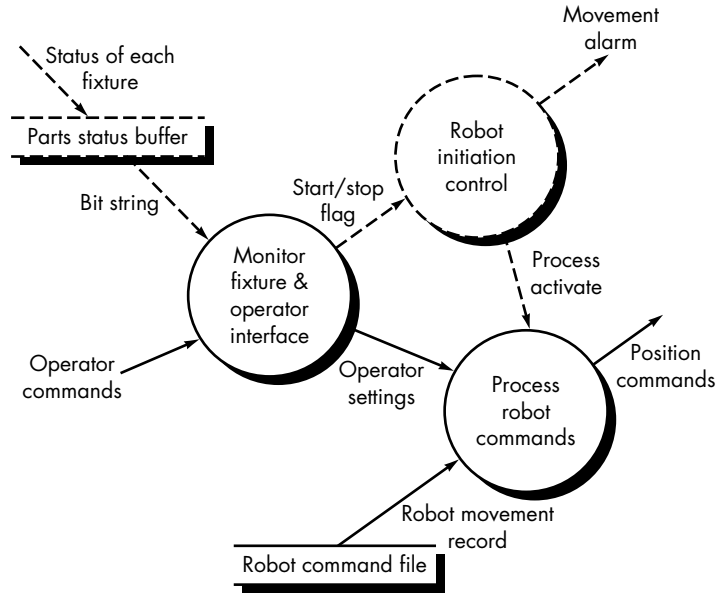 Movement
alarm
Status of each
fixture
Parts status buffer
Robot
initiation
control
Start/stop
flag
Bit string
Monitor
fixture &
operator
interface
Process
activate
Operator
commands
Operator
settings
Process
robot
commands
Position
commands
Robot movement
record
Robot command file